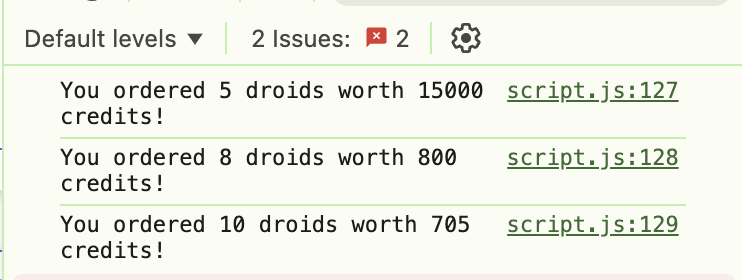 Default levels ▼ 2 Issues: 2
You ordered 5 droids worth 15000 script.js:127
credits!
You ordered 8 droids worth 800 script.js:128
credits!
You ordered 10 droids worth 705 script.js:129
credits!